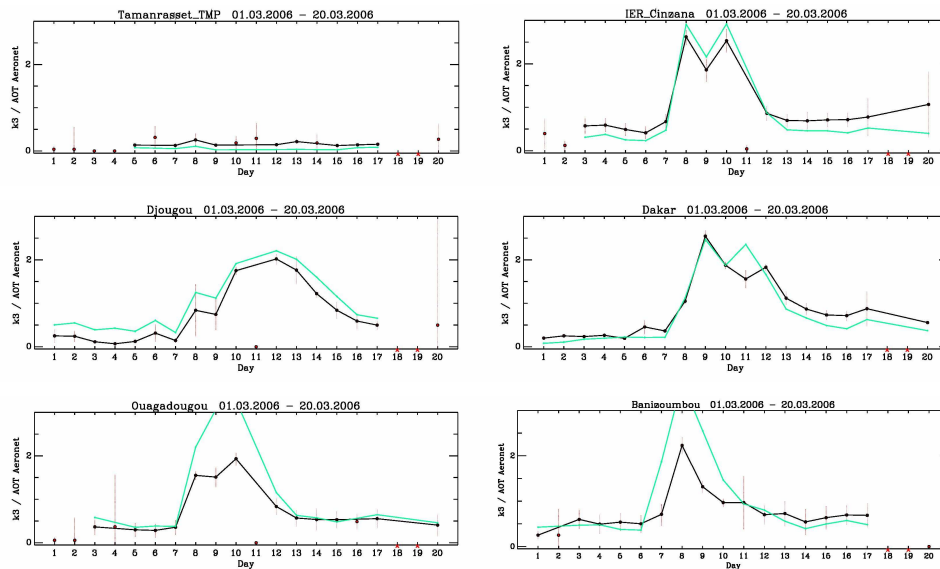 Tamanrasset_TMP 01.03.2006 – 20.03.2006
k3 / AOT Aeronet
2
0
1 2 3 4 5 6 7 8 9 10 11 12 13 14 15 16 17 18 19 20
Day
IER_Cinzana 01.03.2006 – 20.03.2006
k3 / AOT Aeronet
2
0
1 2 3 4 5 6 7 8 9 10 11 12 13 14 15 16 17 18 19 20
Day
Djougou 01.03.2006 – 20.03.2006
k3 / AOT Aeronet
2
0
1 2 3 4 5 6 7 8 9 10 11 12 13 14 15 16 17 18 19 20
Day
Dakar 01.03.2006 – 20.03.2006
k3 / AOT Aeronet
2
0
1 2 3 4 5 6 7 8 9 10 11 12 13 14 15 16 17 18 19 20
Day
Ouagadougou 01.03.2006 – 20.03.2006
k3 / AOT Aeronet
2
0
1 2 3 4 5 6 7 8 9 10 11 12 13 14 15 16 17 18 19 20
Day
Banizoumbou 01.03.2006 – 20.03.2006
k3 / AOT Aeronet
2
0
1 2 3 4 5 6 7 8 9 10 11 12 13 14 15 16 17 18 19 20
Day